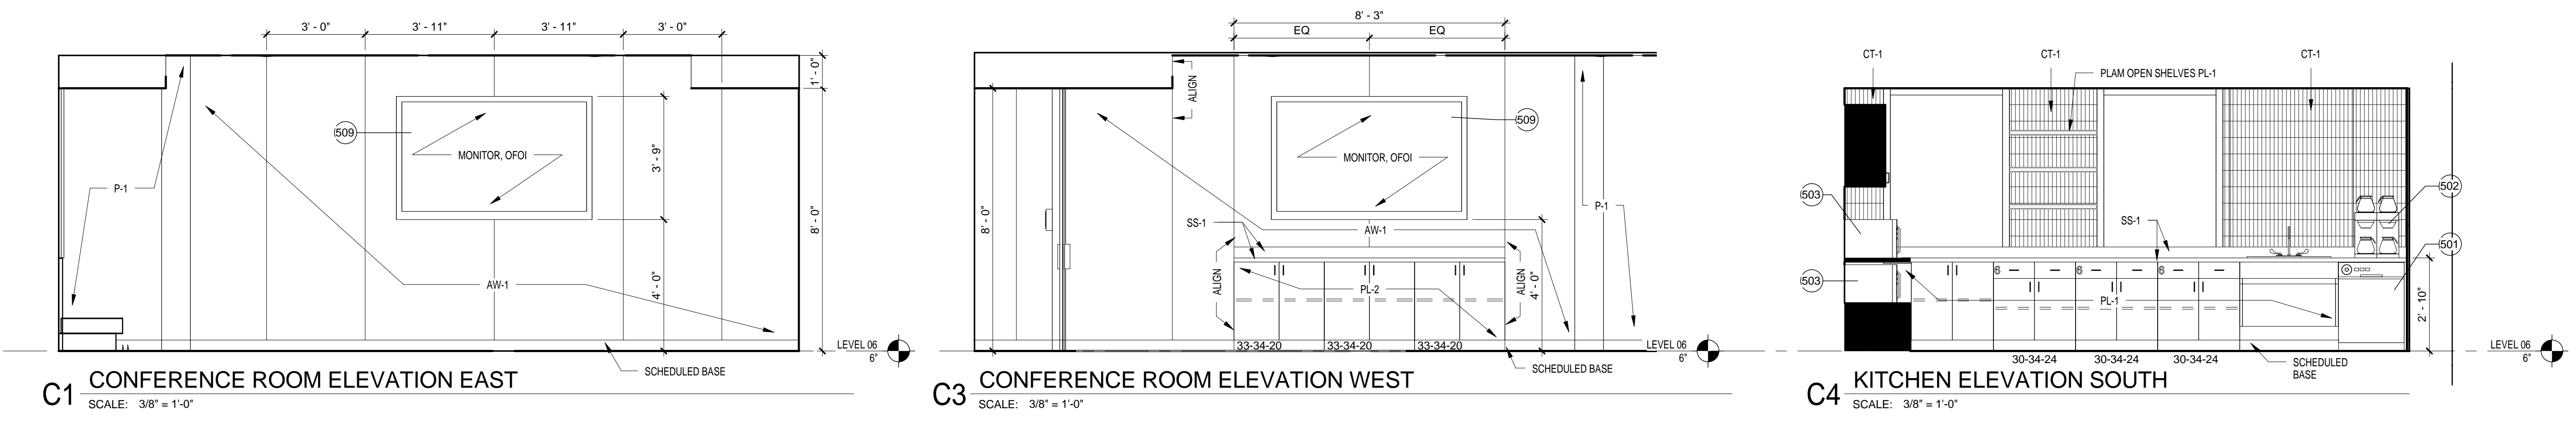 3' - 0" 3' - 11" 3' - 11" 3' - 0"
1' - 0"
509
MONITOR, OFOI
3' - 9"
P-1
8' - 0"
AW-1
4' - 0"
LEVEL 06
6"
SCHEDULED BASE
C1 CONFERENCE ROOM ELEVATION EAST
SCALE: 3/8" = 1'-0"
8' - 3"
EQ EQ
ALIGN
509
MONITOR, OFOI
8' - 0"
P-1
SS-1
AW-1
ALIGN
ALIGN
4' - 0"
PL-2
33-34-20 33-34-20 33-34-20
LEVEL 06
6"
SCHEDULED BASE
C3 CONFERENCE ROOM ELEVATION WEST
SCALE: 3/8" = 1'-0"
CT-1 CT-1 CT-1
PLAM OPEN SHELVES PL-1
503
502
SS-1
501
6 6 6
503
PL-1
2' - 10"
LEVEL 06
6"
30-34-24 30-34-24 30-34-24
SCHEDULED
BASE
C4 KITCHEN ELEVATION SOUTH
SCALE: 3/8" = 1'-0"